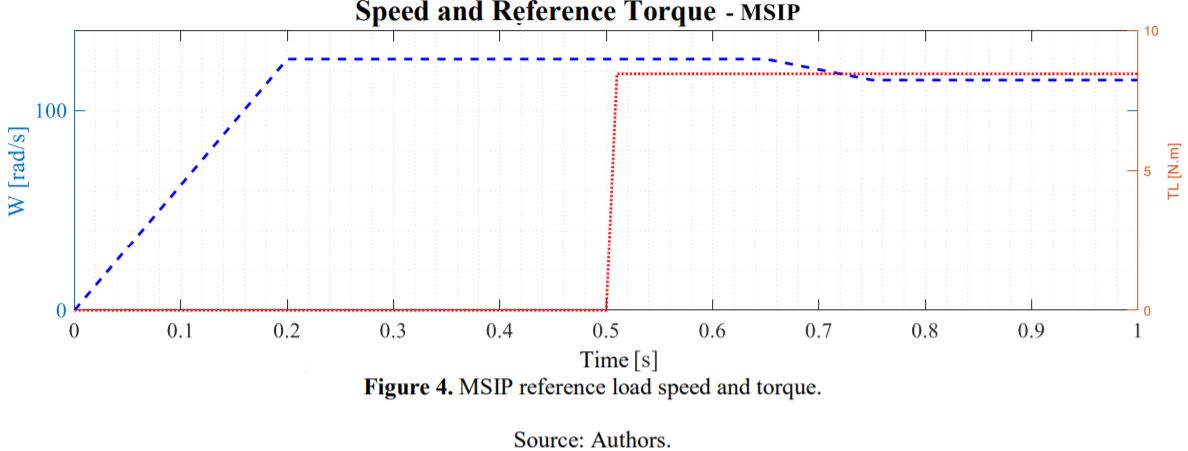 Speed and Reference Torque - MSIP
10
100
W [rad/s]
5
TL [N.m]
0
0
0 0.1 0.2 0.3 0.4 0.5 0.6 0.7 0.8 0.9 1
Time [s]
Figure 4. MSIP reference load speed and torque.
Source: Authors.